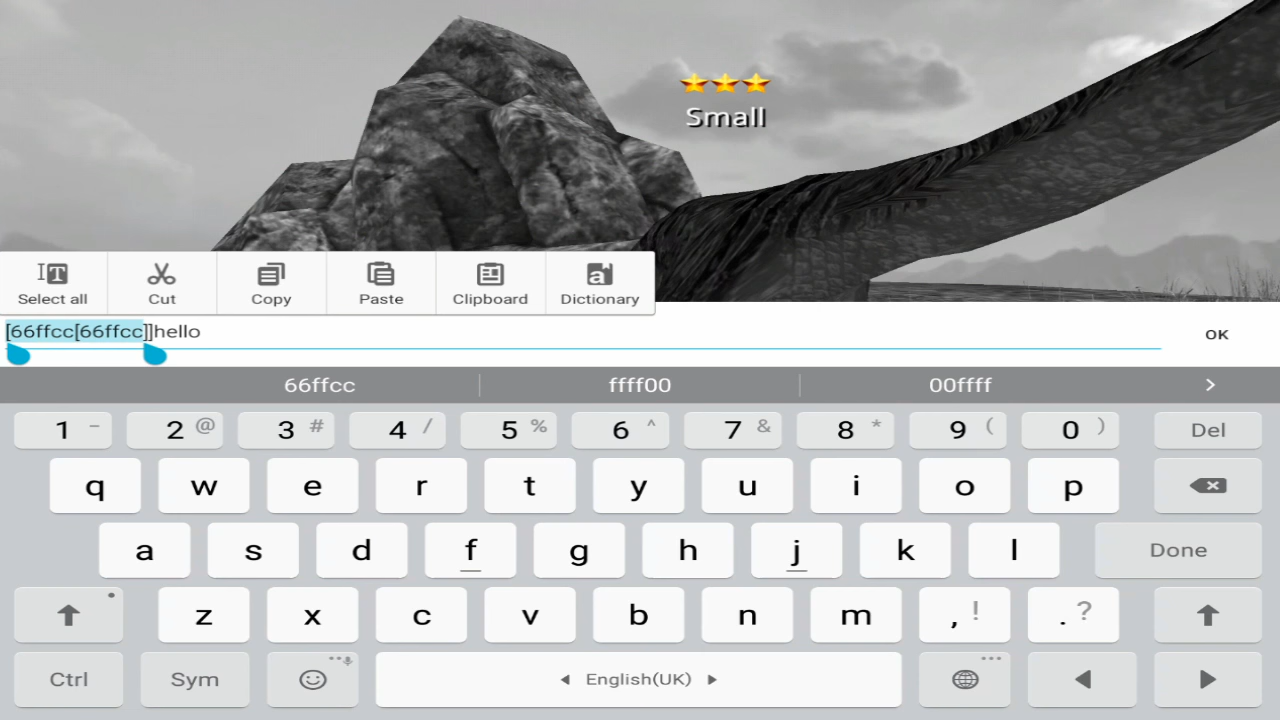 Small
Select all Cut Copy Paste Clipboard Dictionary
[66ffcc[66ffcc]]hello
OK
66ffcc ffff00 00ffff >
1 - 2 @ 3 # 4 / 5 % 6 ^ 7 & 8 * 9 ( 0 ) Del
q w e r t y u i o p
a s d f g h j k l Done
z x c v b n m , ! . ?
Ctrl Sym English(UK)